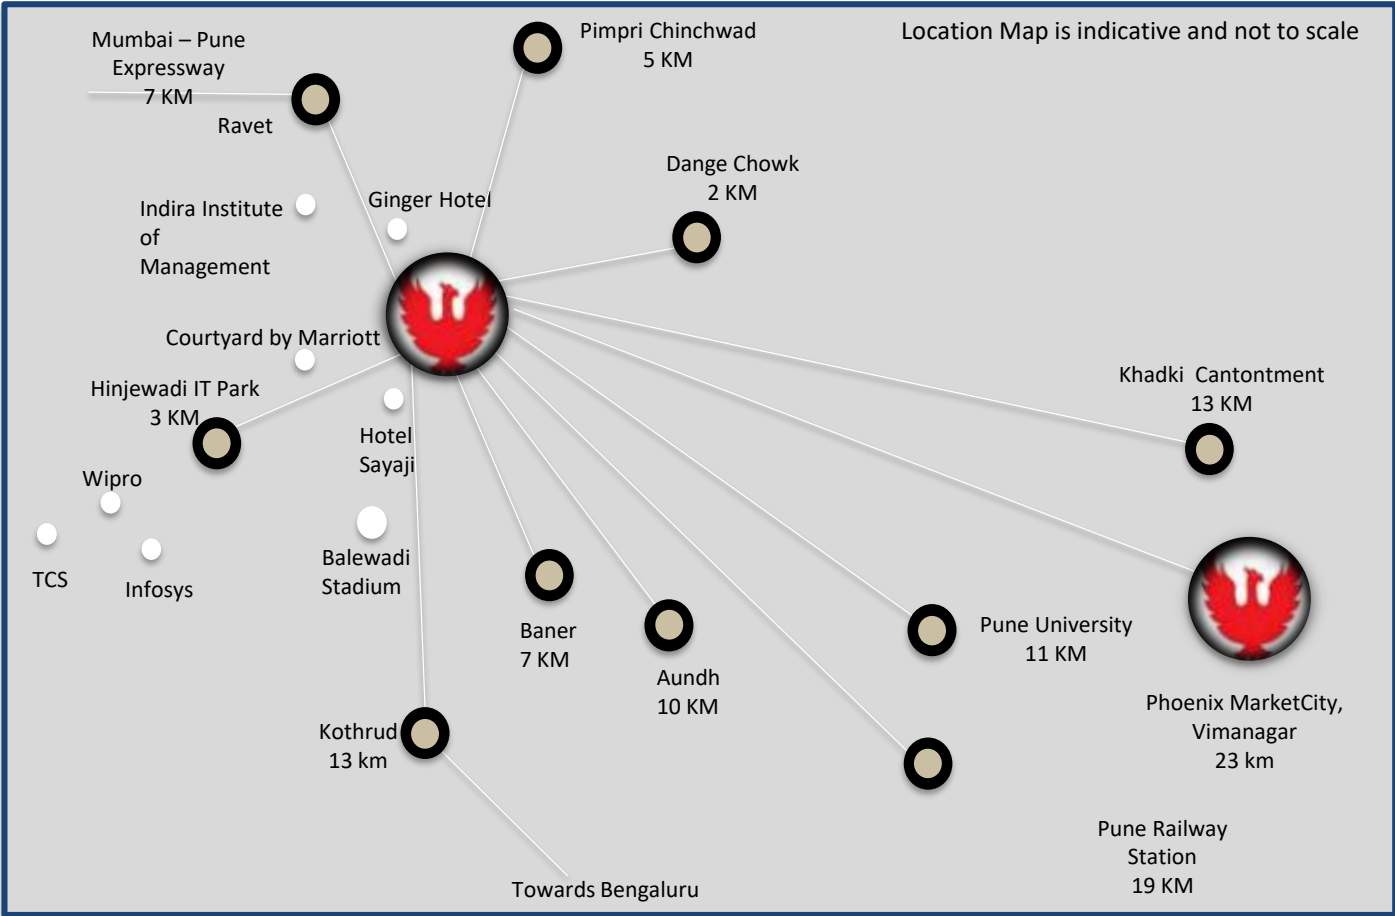 Mumbai – Pune
Expressway
7 KM
Ravet
Pimpri Chinchwad
5 KM
Location Map is indicative and not to scale
Dange Chowk
2 KM
Indira Institute
of
Management
Ginger Hotel
Courtyard by Marriott
Hinjewadi IT Park
3 KM
Khadki Cantontment
13 KM
Hotel
Sayaji
Wipro
TCS
Infosys
Balewadi
Stadium
Baner
7 KM
Aundh
10 KM
Pune University
11 KM
Phoenix MarketCity,
Vimanagar
23 km
Kothrud
13 km
Pune Railway
Station
19 KM
Towards Bengaluru